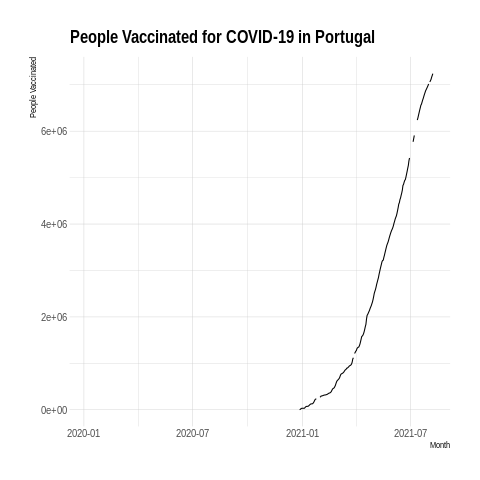 People Vaccinated for COVID-19 in Portugal
People Vaccinated
6e+06
4e+06
2e+06
0e+00
2020-01 2020-07 2021-01 2021-07
Month